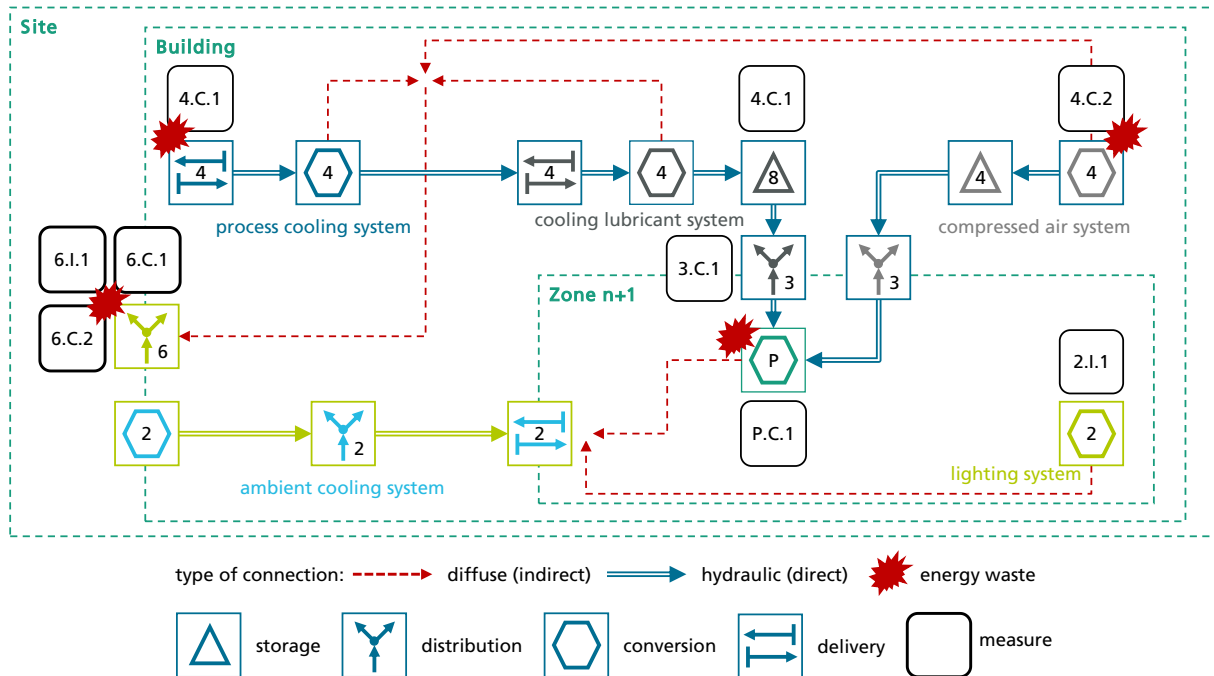 Site
Building
4.C.1
4.C.1
4.C.2
4
4
4
4
8
4
4
process cooling system
cooling lubricant system
compressed air system
6.I.1
6.C.1
3.C.1
3
3
Zone n+1
6.C.2
6
P
2.I.1
2
2
2
P.C.1
2
ambient cooling system
lighting system
type of connection:
diffuse (indirect)
hydraulic (direct)
energy waste
storage
distribution
conversion
delivery
measure